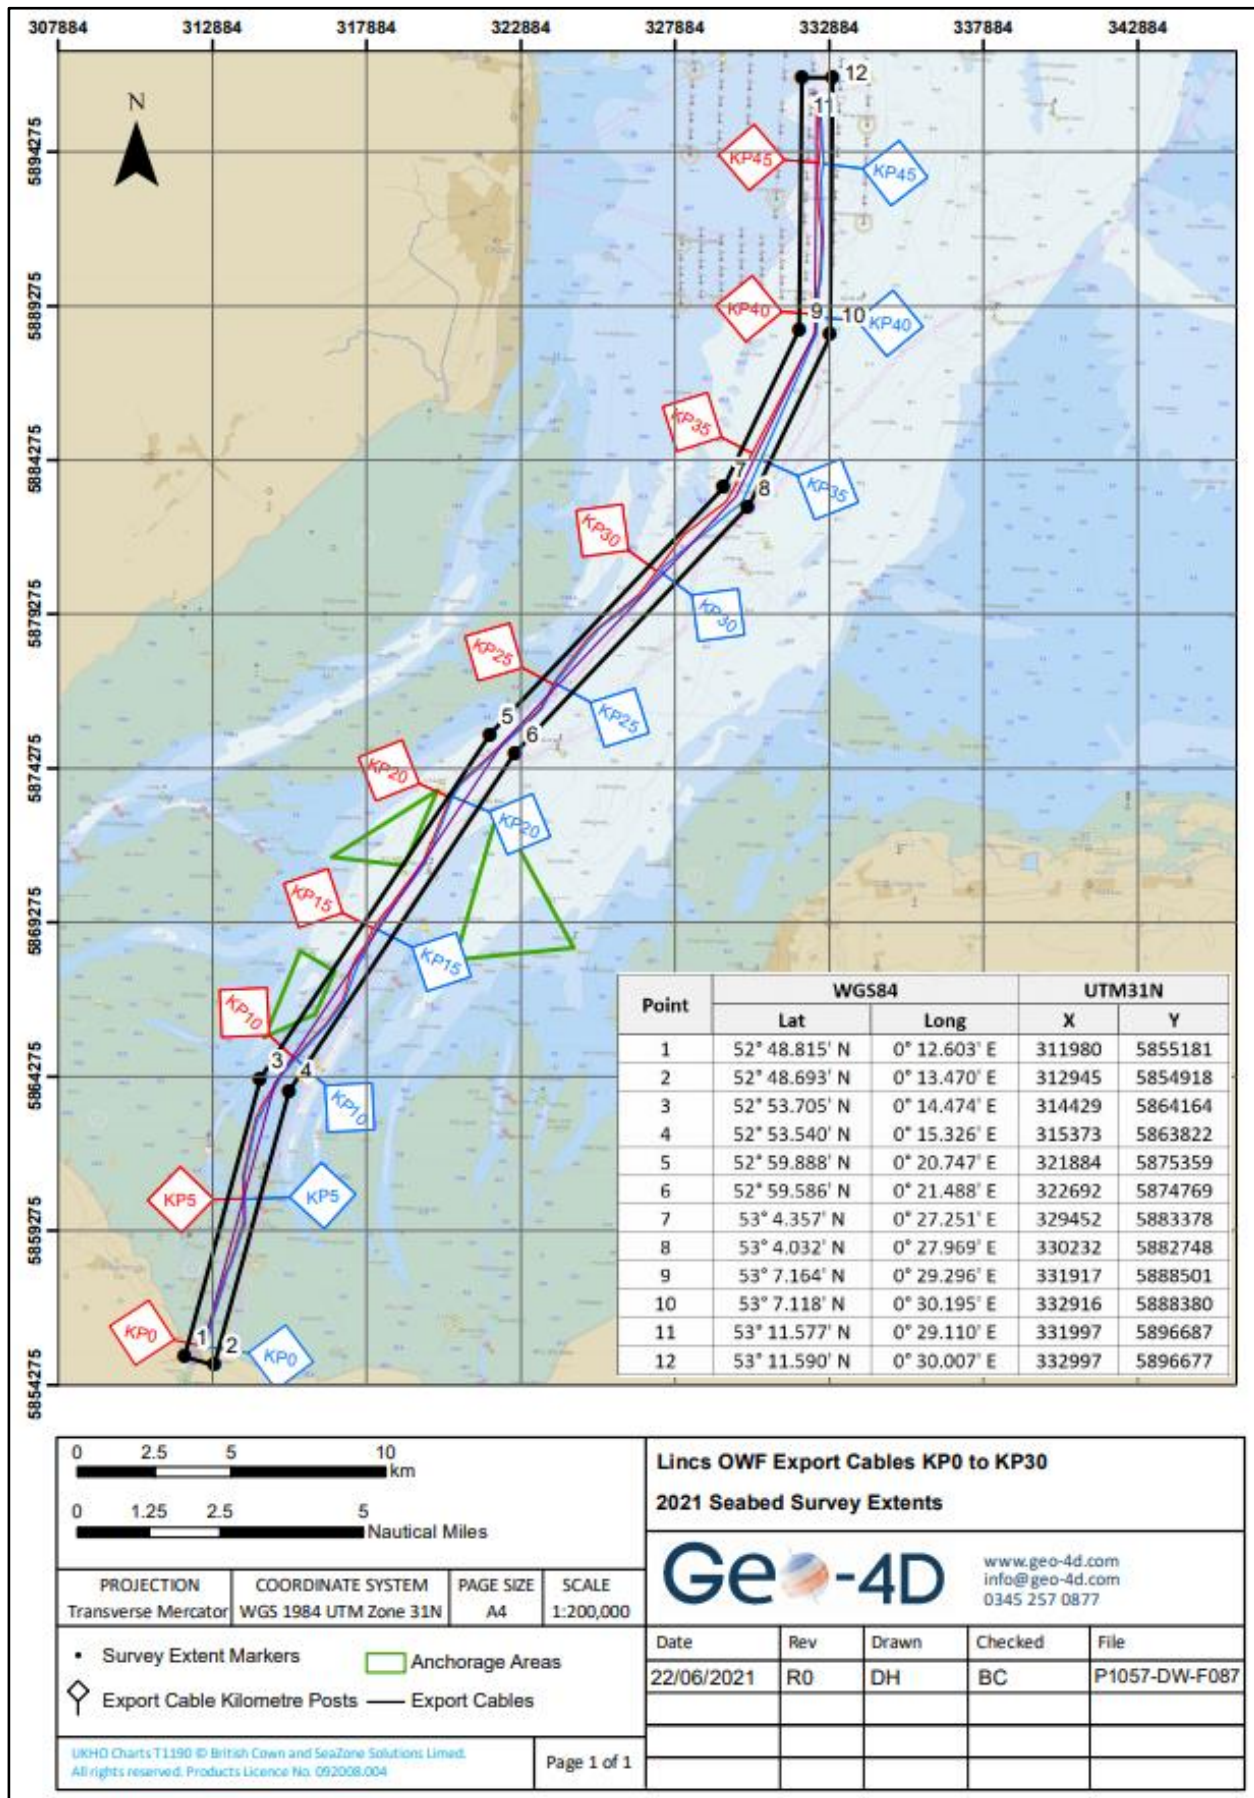 307884 312884 317884 322884 327884 332884 337884 342884
N
12
11
5894275
KP45
KP45
5889275
KP40
9
10
KP40
KP35
5884275
7
8
KP35
KP30
5879275
KP30
KP25
KP25
5
6
5874275
KP20
KP20
KP15
5869275
KP15
KP10
3
4
5864275
KP10
KP5
KP5
5859275
KP0
1
2
KP0
5854275
Point WGS84 UTM31N
Lat Long X Y
1 52° 48.815' N 0° 12.603' E 311980 5855181
2 52° 48.693' N 0° 13.470' E 312945 5854918
3 52° 53.705' N 0° 14.474' E 314429 5864164
4 52° 53.540' N 0° 15.326' E 315373 5863822
5 52° 59.888' N 0° 20.747' E 321884 5875359
6 52° 59.586' N 0° 21.488' E 322692 5874769
7 53° 4.357' N 0° 27.251' E 329452 5883378
8 53° 4.032' N 0° 27.969' E 330232 5882748
9 53° 7.164' N 0° 29.296' E 331917 5888501
10 53° 7.118' N 0° 30.195' E 332916 5888380
11 53° 11.577' N 0° 29.110' E 331997 5896687
12 53° 11.590' N 0° 30.007' E 332997 5896677
0 2.5 5 10
km
0 1.25 2.5 5
Nautical Miles
Lincs OWF Export Cables KP0 to KP30
2021 Seabed Survey Extents
Geo-4D
www.geo-4d.com
info@geo-4d.com
0345 257 0877
PROJECTION COORDINATE SYSTEM PAGE SIZE SCALE
Transverse Mercator WGS 1984 UTM Zone 31N A4 1:200,000
Survey Extent Markers Anchorage Areas
Export Cable Kilometre Posts Export Cables
Date Rev Drawn Checked File
22/06/2021 R0 DH BC P1057-DW-F087
UKHO Charts T1190 © British Cown and SeaZone Solutions Limed.
All rights reserved. Products Licence No. 092008.004
Page 1 of 1